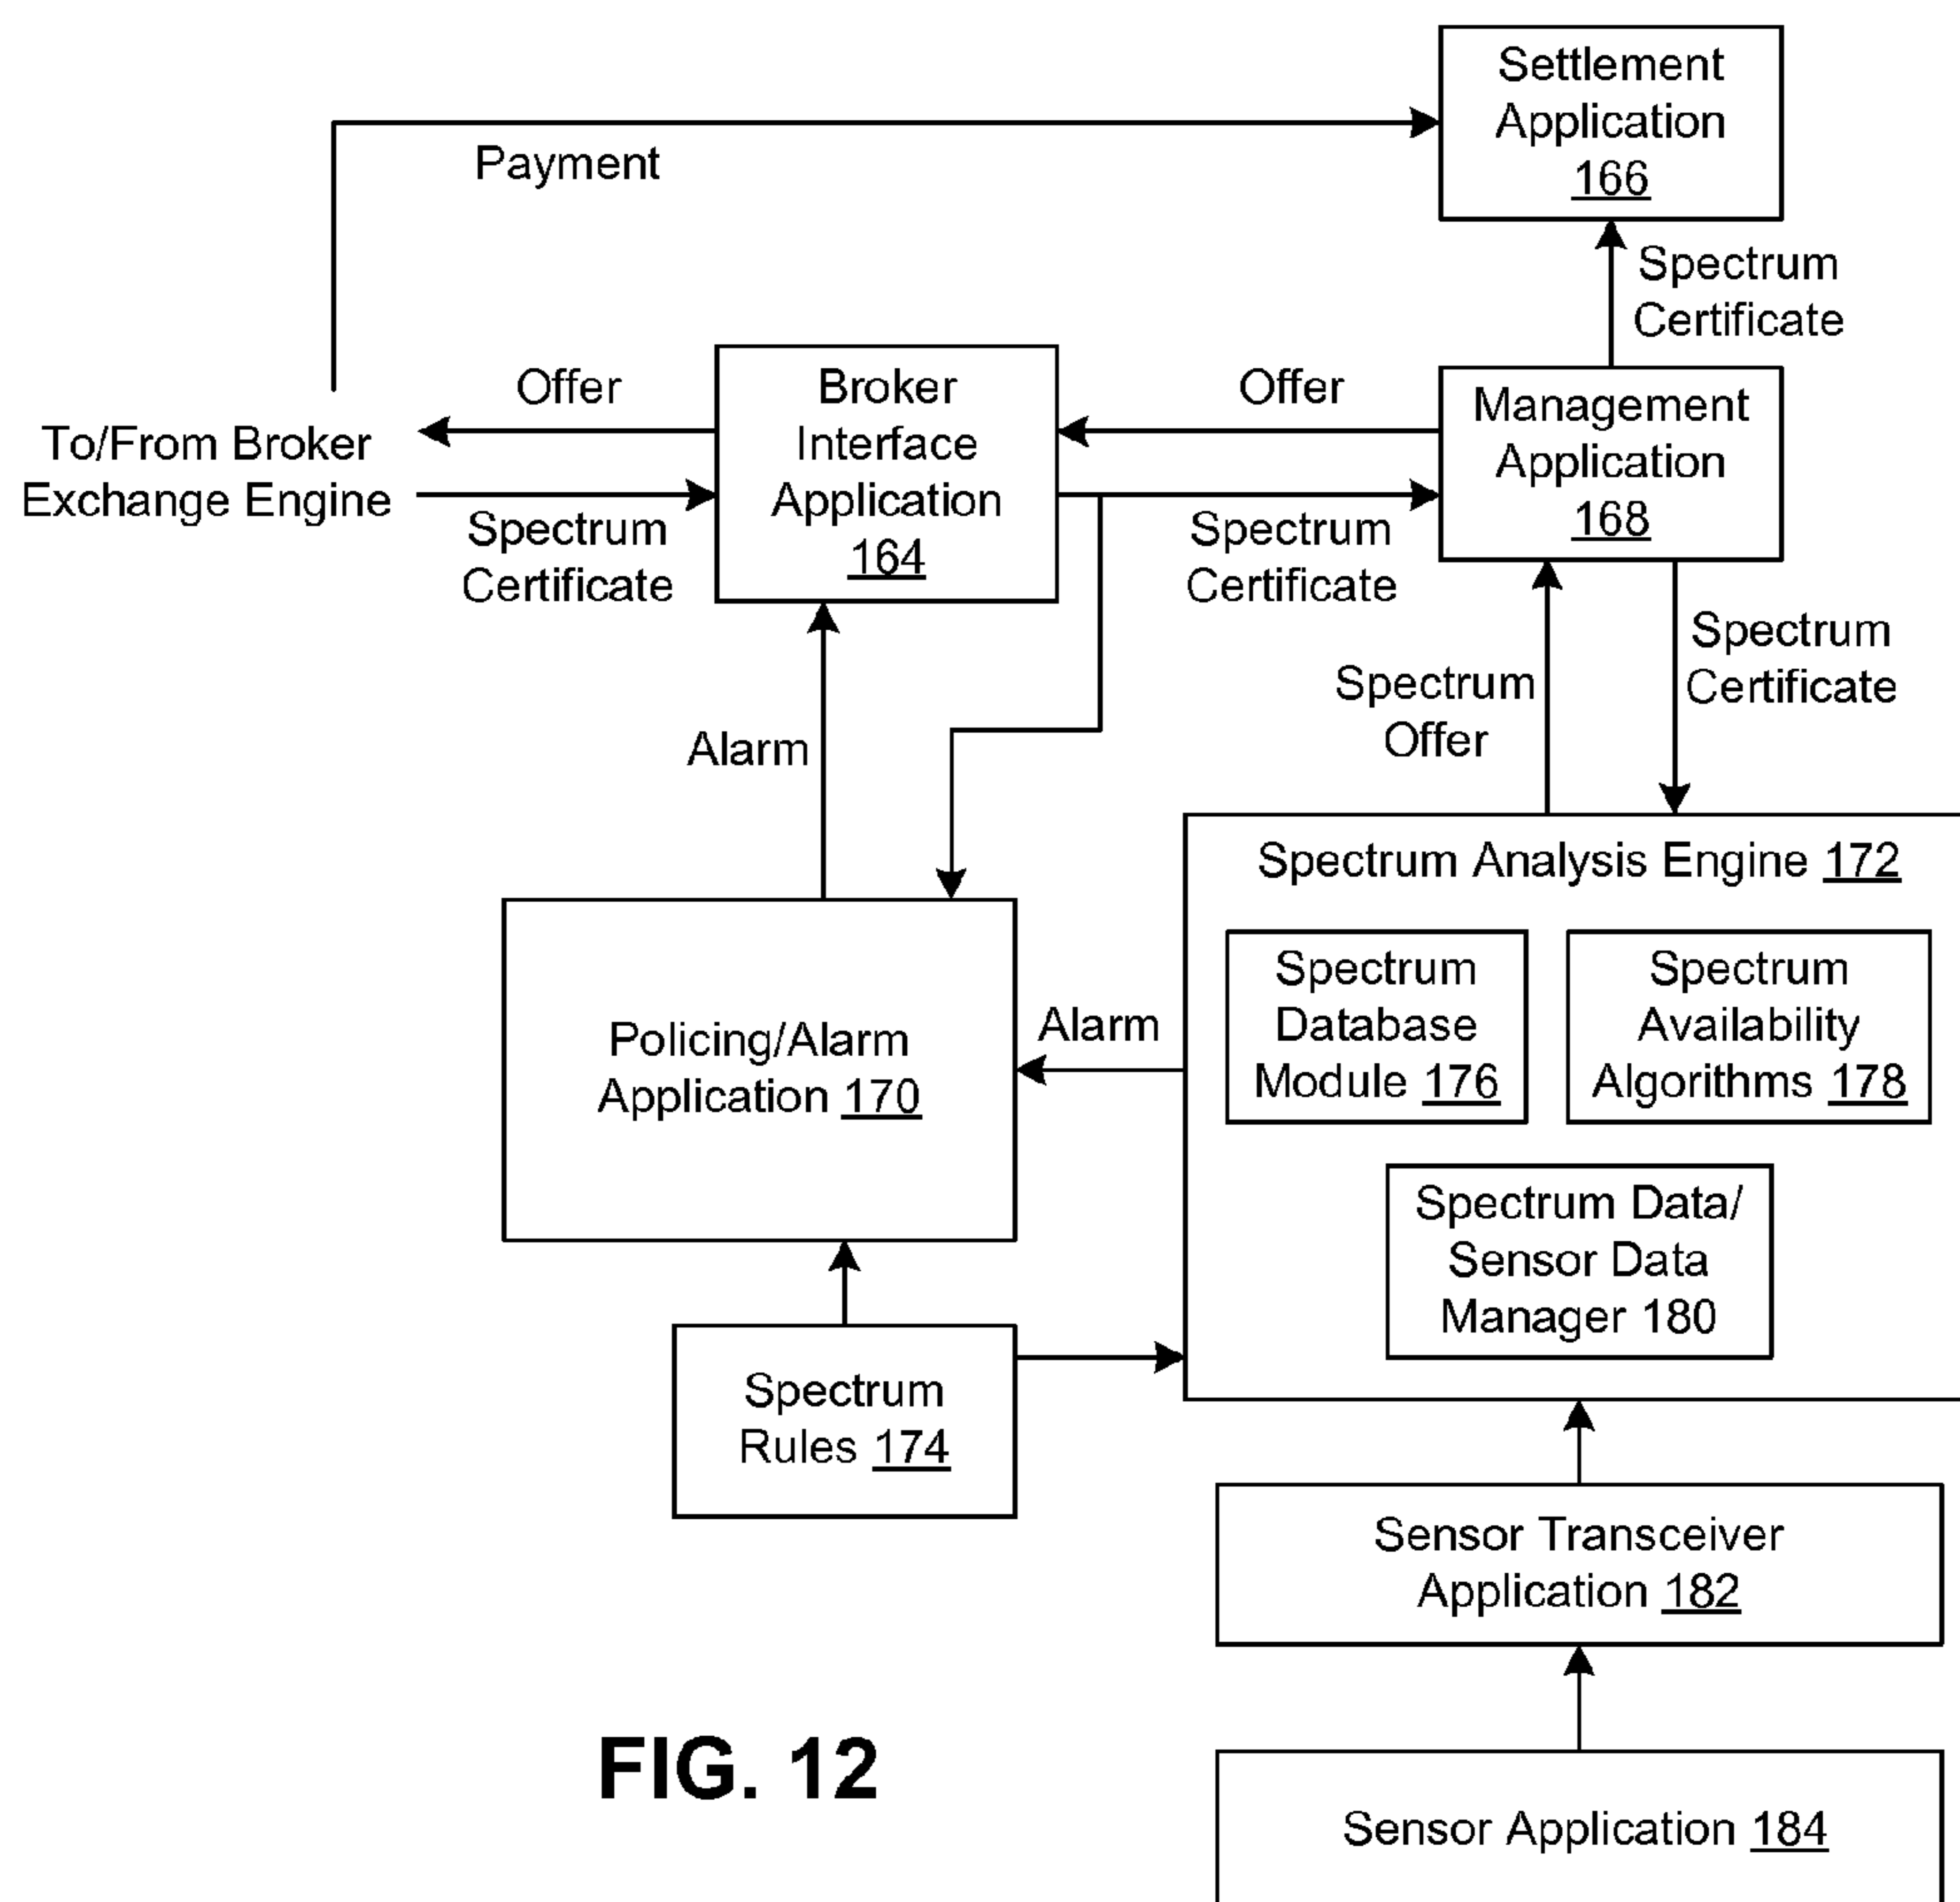 Settlement
Application
166
Payment
Spectrum
Certificate
Offer
Broker
Interface
Application
164
Offer
Management
Application
168
To/From Broker
Exchange Engine
Spectrum
Certificate
Spectrum
Certificate
Spectrum
Certificate
Spectrum
Offer
Alarm
Spectrum Analysis Engine 172
Spectrum
Database
Module 176
Spectrum
Availability
Algorithms 178
Alarm
Policing/Alarm
Application 170
Spectrum Data/
Sensor Data
Manager 180
Spectrum
Rules 174
Sensor Transceiver
Application 182
FIG. 12
Sensor Application 184